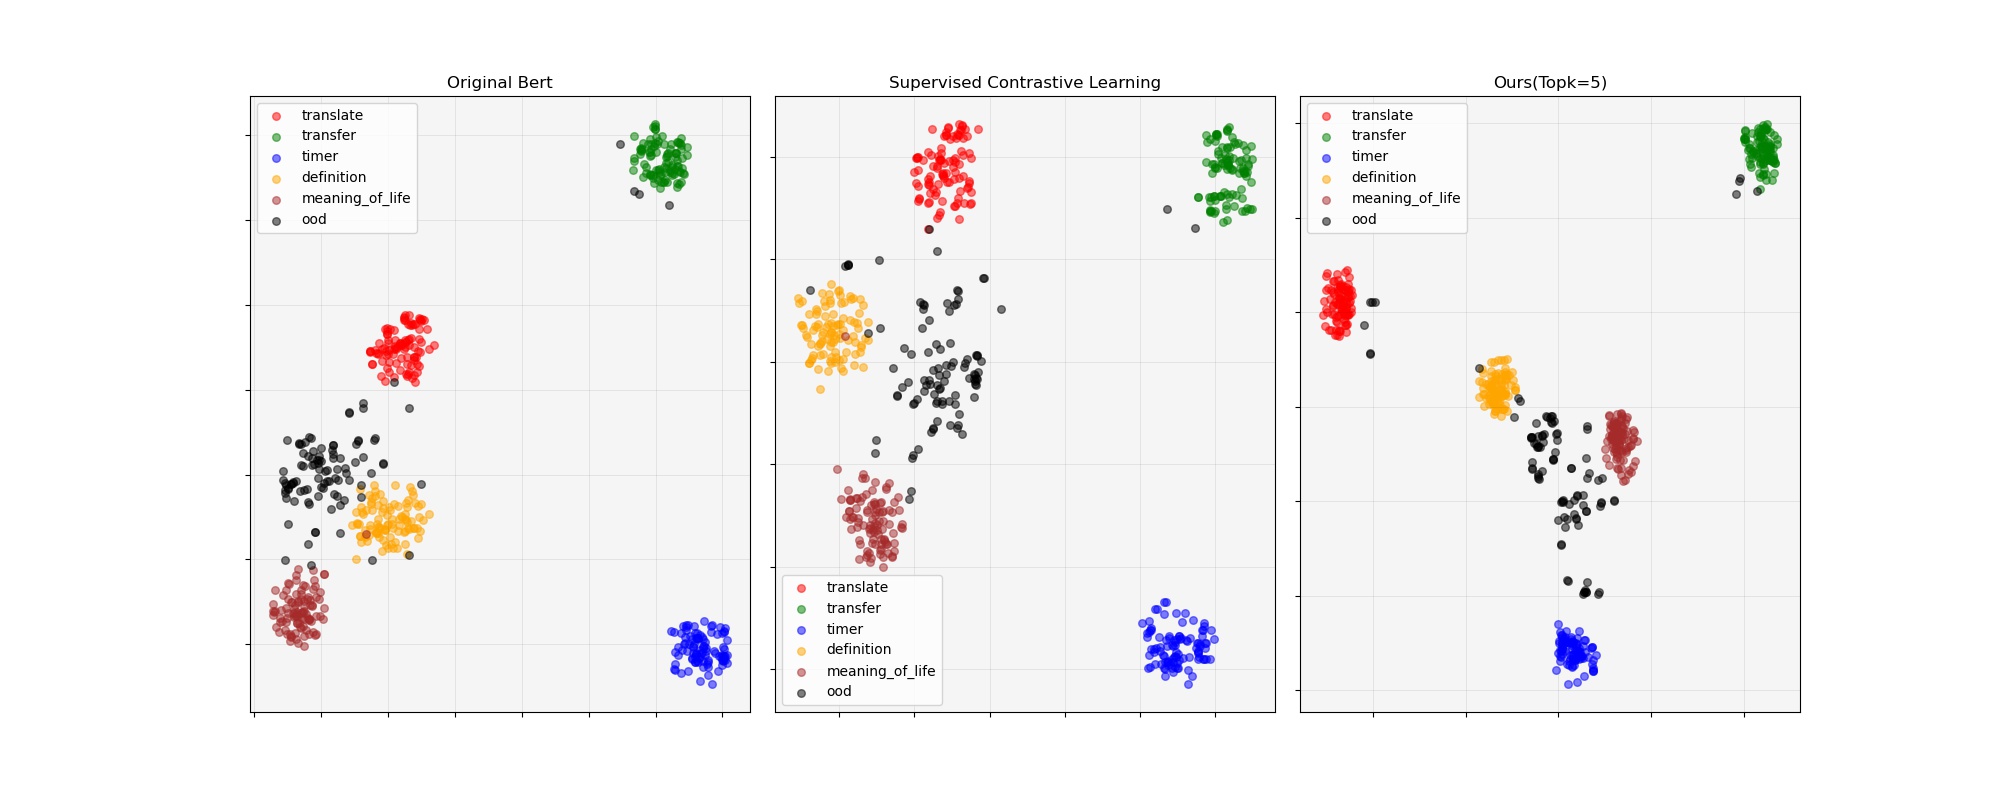 Original Bert
translate
transfer
timer
definition
meaning_of_life
ood
Supervised Contrastive Learning
translate
transfer
timer
definition
meaning_of_life
ood
Ours(Topk=5)
translate
transfer
timer
definition
meaning_of_life
ood